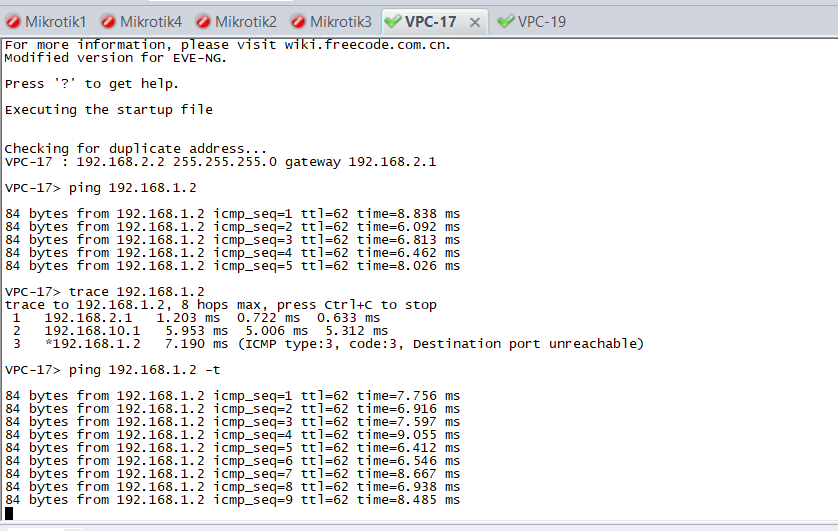 Mikrotik1 Mikrotik4 Mikrotik2 Mikrotik3 VPC-17 VPC-19
For more information, please visit wiki.freecode.com.cn.
Modified version for EVE-NG.
Press '?' to get help.
Executing the startup file
Checking for duplicate address...
VPC-17 : 192.168.2.2 255.255.255.0 gateway 192.168.2.1
VPC-17> ping 192.168.1.2
84 bytes from 192.168.1.2 icmp_seq=1 ttl=62 time=8.838 ms
84 bytes from 192.168.1.2 icmp_seq=2 ttl=62 time=6.092 ms
84 bytes from 192.168.1.2 icmp_seq=3 ttl=62 time=6.813 ms
84 bytes from 192.168.1.2 icmp_seq=4 ttl=62 time=6.462 ms
84 bytes from 192.168.1.2 icmp_seq=5 ttl=62 time=8.026 ms
VPC-17> trace 192.168.1.2
trace to 192.168.1.2, 8 hops max, press Ctrl+C to stop
1 192.168.2.1 1.203 ms 0.722 ms 0.633 ms
2 192.168.10.1 5.953 ms 5.006 ms 5.312 ms
3 *192.168.1.2 7.190 ms (ICMP type:3, code:3, Destination port unreachable)
VPC-17> ping 192.168.1.2 -t
84 bytes from 192.168.1.2 icmp_seq=1 ttl=62 time=7.756 ms
84 bytes from 192.168.1.2 icmp_seq=2 ttl=62 time=6.916 ms
84 bytes from 192.168.1.2 icmp_seq=3 ttl=62 time=7.597 ms
84 bytes from 192.168.1.2 icmp_seq=4 ttl=62 time=9.055 ms
84 bytes from 192.168.1.2 icmp_seq=5 ttl=62 time=6.412 ms
84 bytes from 192.168.1.2 icmp_seq=6 ttl=62 time=6.546 ms
84 bytes from 192.168.1.2 icmp_seq=7 ttl=62 time=8.667 ms
84 bytes from 192.168.1.2 icmp_seq=8 ttl=62 time=6.938 ms
84 bytes from 192.168.1.2 icmp_seq=9 ttl=62 time=8.485 ms